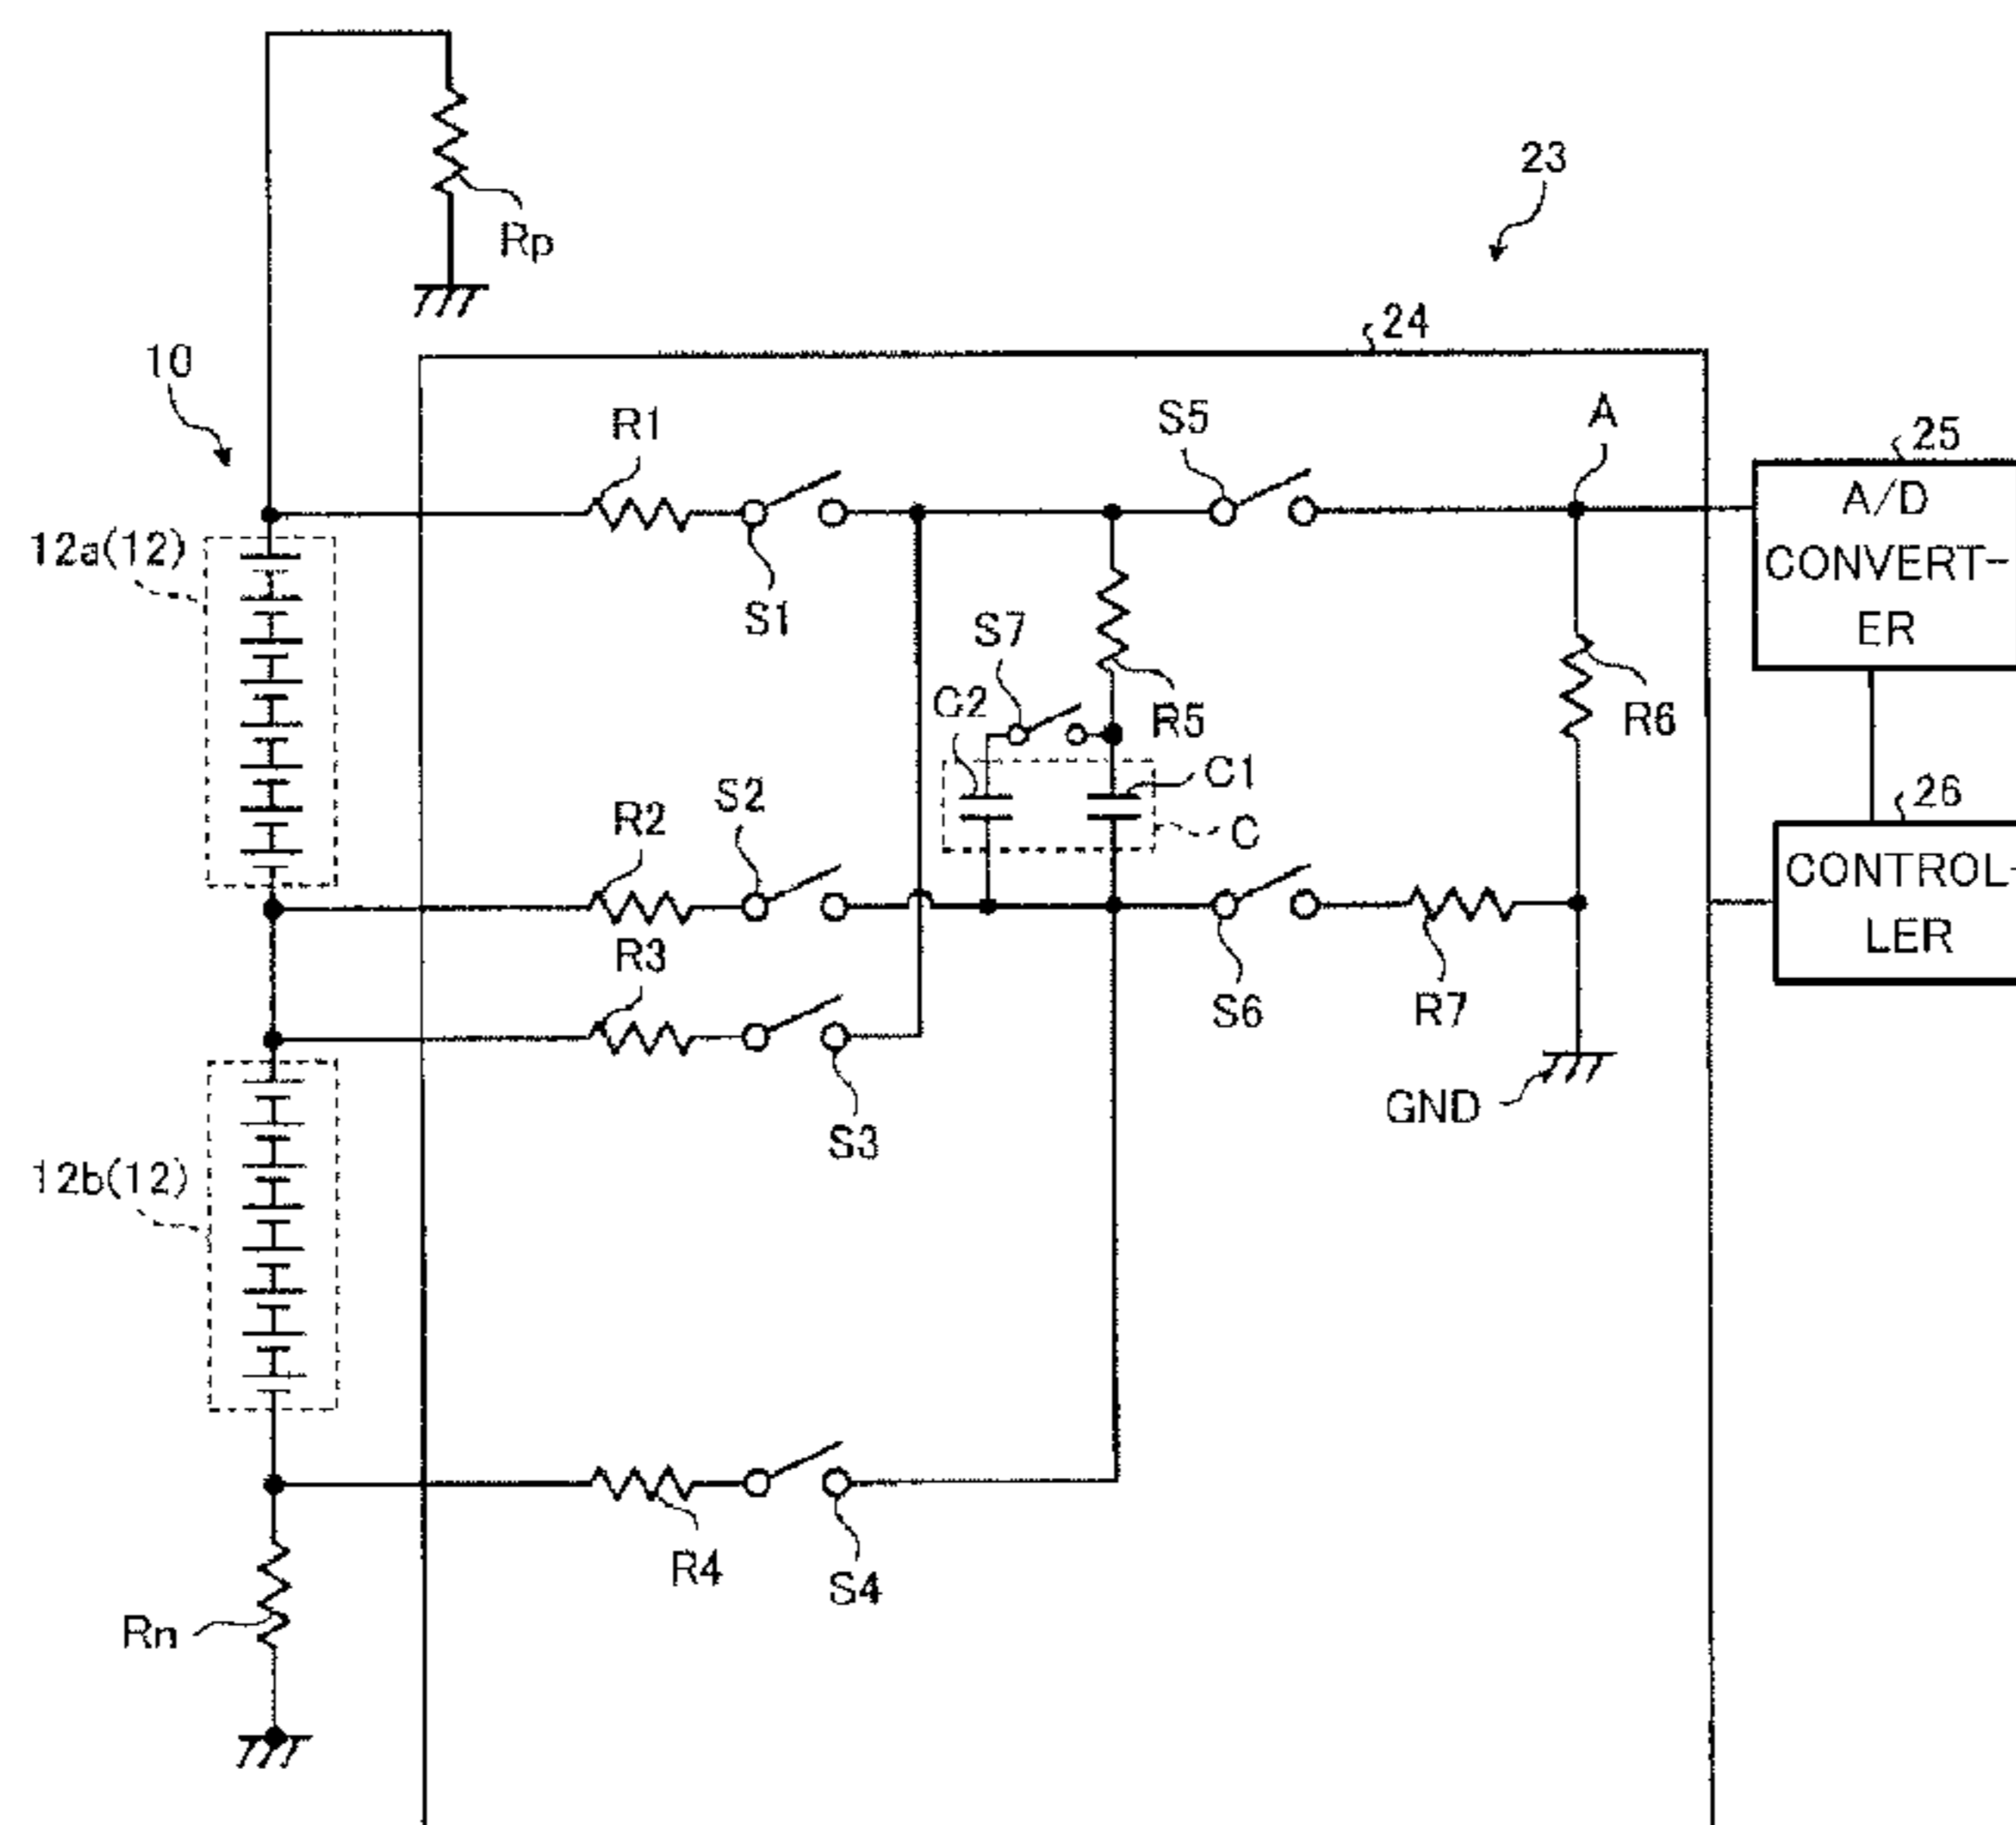 Rp
23
24
10
R1
S5
A
25
A/D
CONVERT-
ER
12a(12)
S1
S7
C2
R5
R6
C1
26
S2
R2
C
CONTROL-
LER
R3
S6
R7
GND
S3
12b(12)
R4
S4
Rn